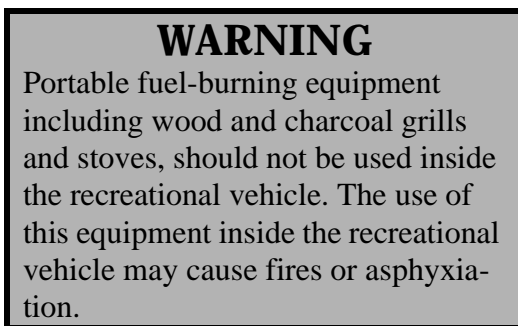 WARNING
Portable fuel-burning equipment
including wood and charcoal grills
and stoves, should not be used inside
the recreational vehicle. The use of
this equipment inside the recreational
vehicle may cause fires or asphyxia-
tion.